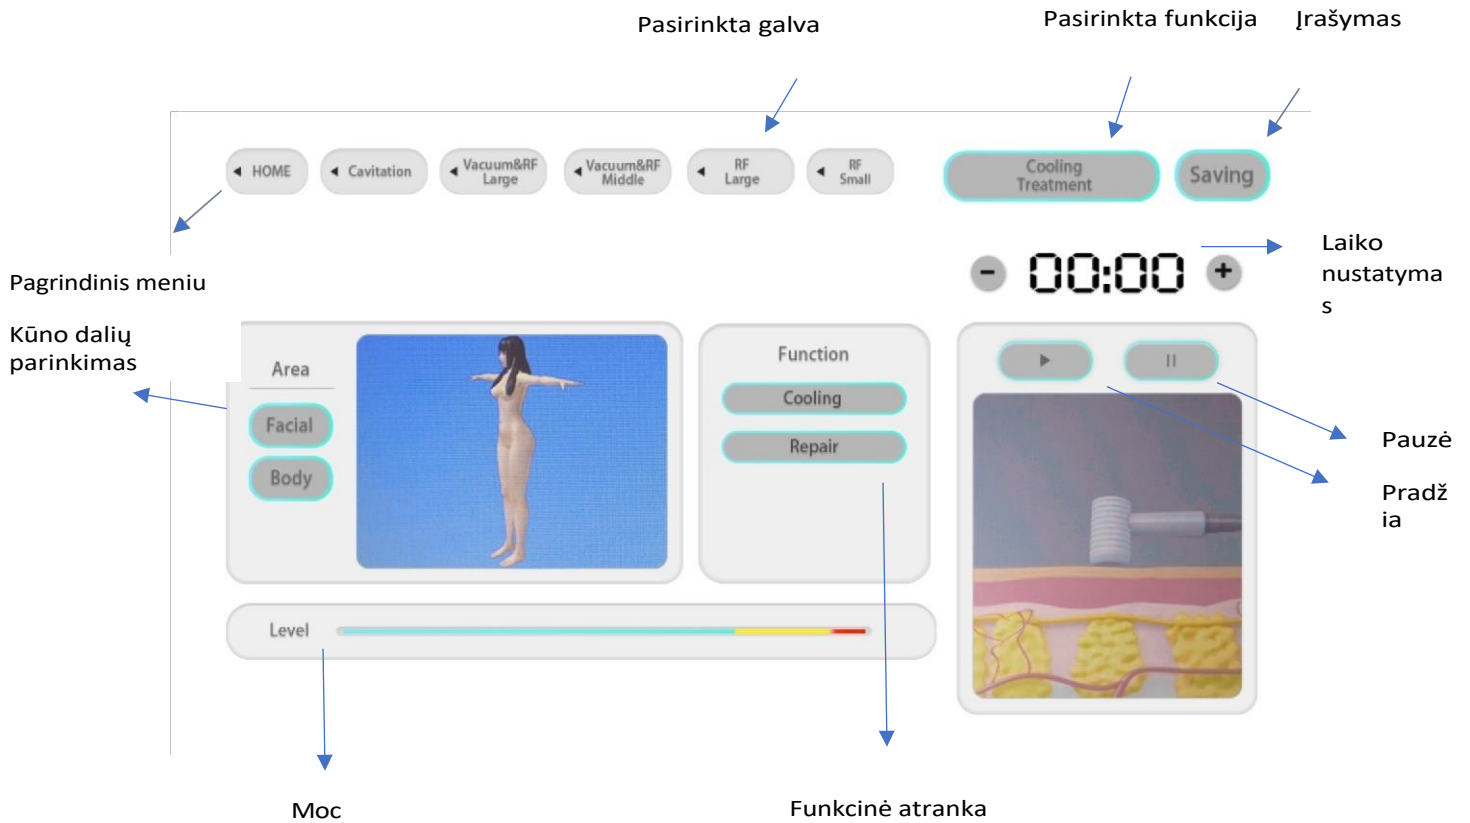 Pasirinkta galva
Pasirinkta funkcija
Įrašymas
HOME
Cavitation
Vacuum&RF
Large
Vacuum&RF
Middle
RF
Large
RF
Small
Cooling
Treatment
Saving
Pagrindinis meniu
00:00
Laiko
nustatyma
s
Kūno dalių
parinkimas
Area
Facial
Body
Function
Cooling
Repair
Pauzė
Pradž
ia
Level
Moc
Funkcinė atranka